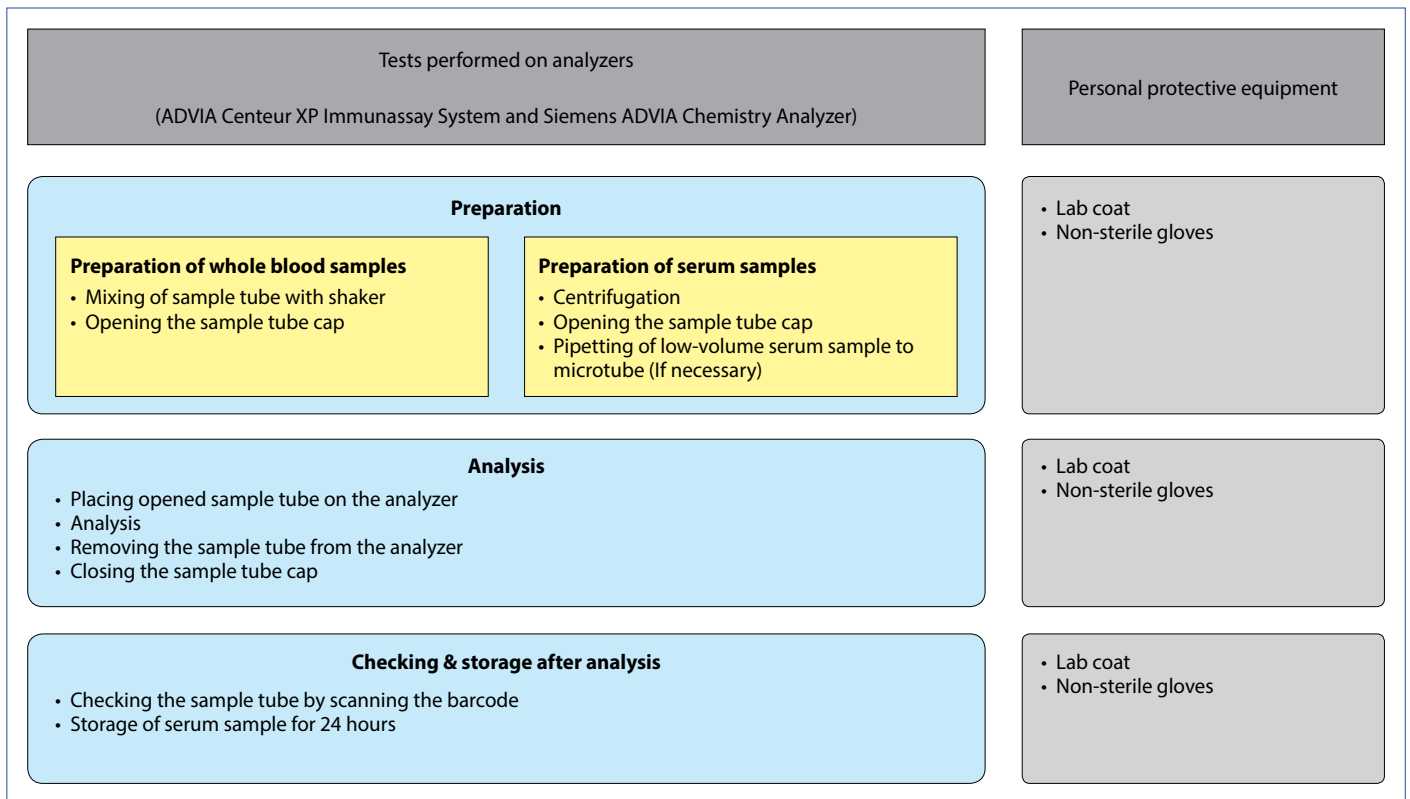 Tests performed on analyzers
(ADVIA Centeur XP Immunassay System and Siemens ADVIA Chemistry Analyzer)
Personal protective equipment
Preparation
Preparation of whole blood samples
• Mixing of sample tube with shaker
• Opening the sample tube cap
Preparation of serum samples
• Centrifugation
• Opening the sample tube cap
• Pipetting of low-volume serum sample to
microtube (If necessary)
• Lab coat
• Non-sterile gloves
Analysis
• Placing opened sample tube on the analyzer
• Analysis
• Removing the sample tube from the analyzer
• Closing the sample tube cap
• Lab coat
• Non-sterile gloves
Checking & storage after analysis
• Checking the sample tube by scanning the barcode
• Storage of serum sample for 24 hours
• Lab coat
• Non-sterile gloves